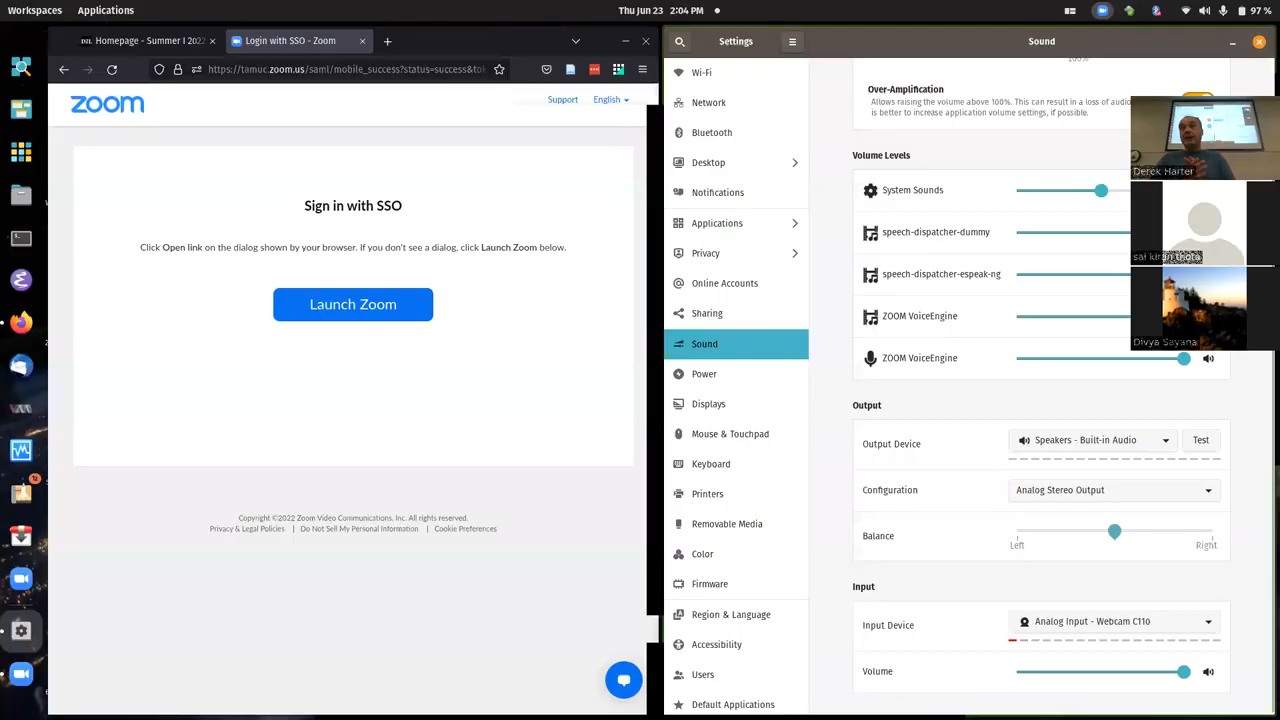 Workspaces
Applications
Thu Jun 23
2:04 PM
97 %
Homepage - Summer I 2022
Login with SSO - Zoom
https://tamuc.zoom.us/saml/mobile_success?status=success&tok
zoom
Support
English
Sign in with SSO
Click Open link on the dialog shown by your browser. If you don't see a dialog, click Launch Zoom below.
Launch Zoom
Copyright ©2022 Zoom Video Communications, Inc. All rights reserved.
Privacy & Legal Policies | Do Not Sell My Personal Information | Cookie Preferences
12
Settings
Wi-Fi
Network
Bluetooth
Desktop
Notifications
Applications
Privacy
Online Accounts
Sharing
Sound
Power
Displays
Mouse & Touchpad
Keyboard
Printers
Removable Media
Color
Firmware
Region & Language
Accessibility
Users
Default Applications
Sound
100%
Over-Amplification
Allows raising the volume above 100%. This can result in a loss of audio
is better to increase application volume settings, if possible.
Volume Levels
System Sounds
speech-dispatcher-dummy
speech-dispatcher-espeak-ng
ZOOM VoiceEngine
ZOOM VoiceEngine
Output
Output Device
Speakers - Built-in Audio
Test
Configuration
Analog Stereo Output
Balance
Left
Right
Input
Input Device
Analog Input - Webcam C110
Volume
Derek Harter
sai kiran thota
Divya Sayana